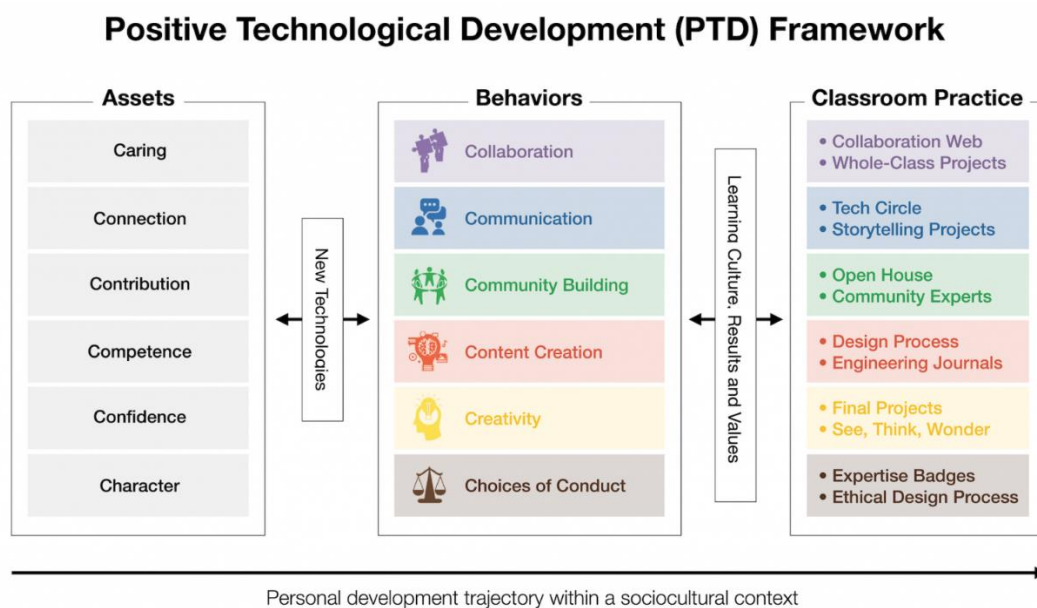 Positive Technological Development (PTD) Framework
Assets
Caring
Connection
Contribution
Competence
Confidence
Character
New Technologies
Behaviors
Collaboration
Communication
Community Building
Content Creation
Creativity
Choices of Conduct
Learning Culture, Results and Values
Classroom Practice
• Collaboration Web
• Whole-Class Projects
• Tech Circle
• Storytelling Projects
• Open House
• Community Experts
• Design Process
• Engineering Journals
• Final Projects
• See, Think, Wonder
• Expertise Badges
• Ethical Design Process
Personal development trajectory within a sociocultural context